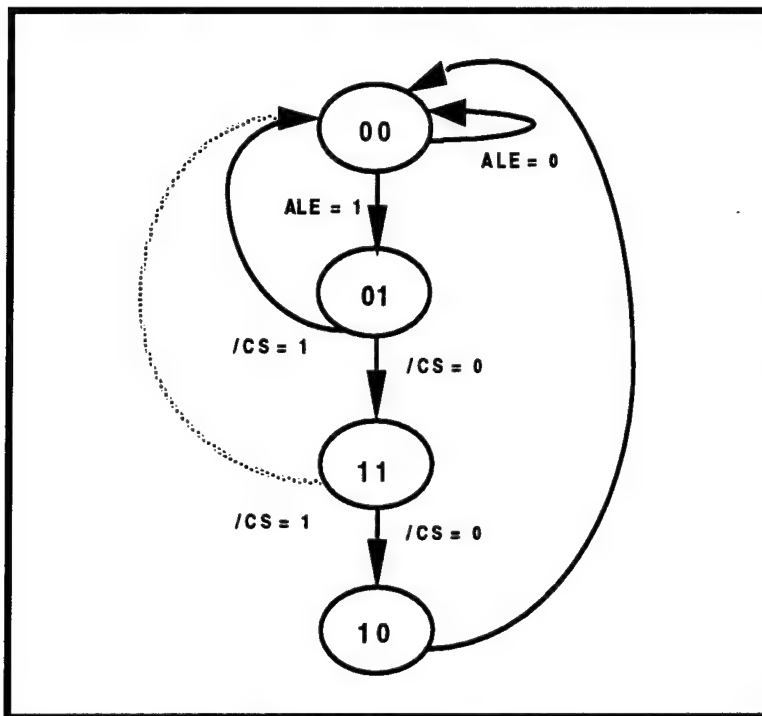 00
ALE = 0
ALE = 1
01
/CS = 1
/CS = 0
11
/CS = 1
/CS = 0
10